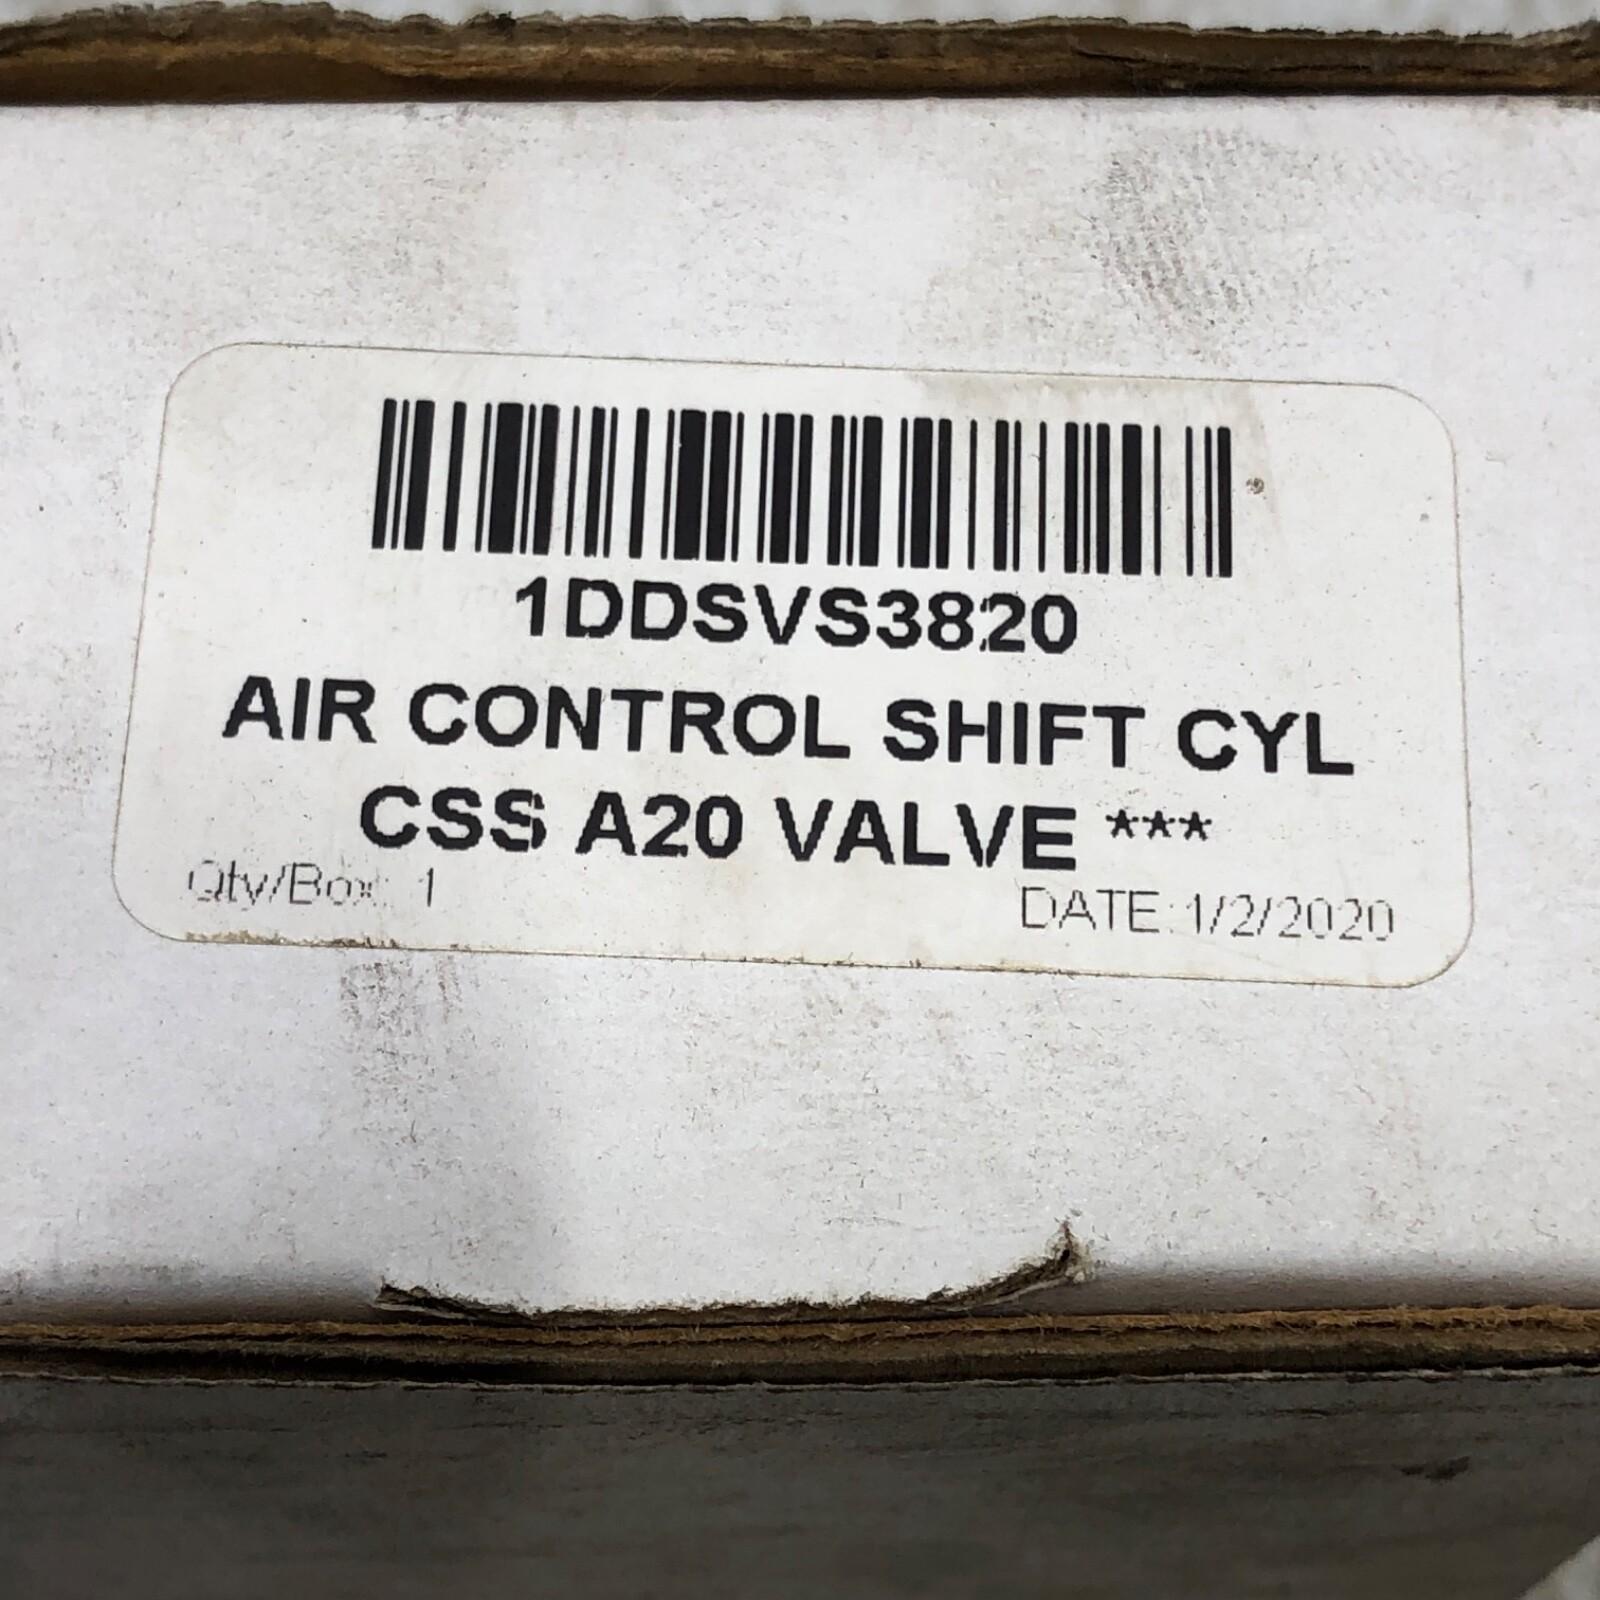 1DDSVS3820
AIR CONTROL SHIFT CYL
CSS A20 VALVE ***
Qty/Box: 1
DATE: 1/2/2020